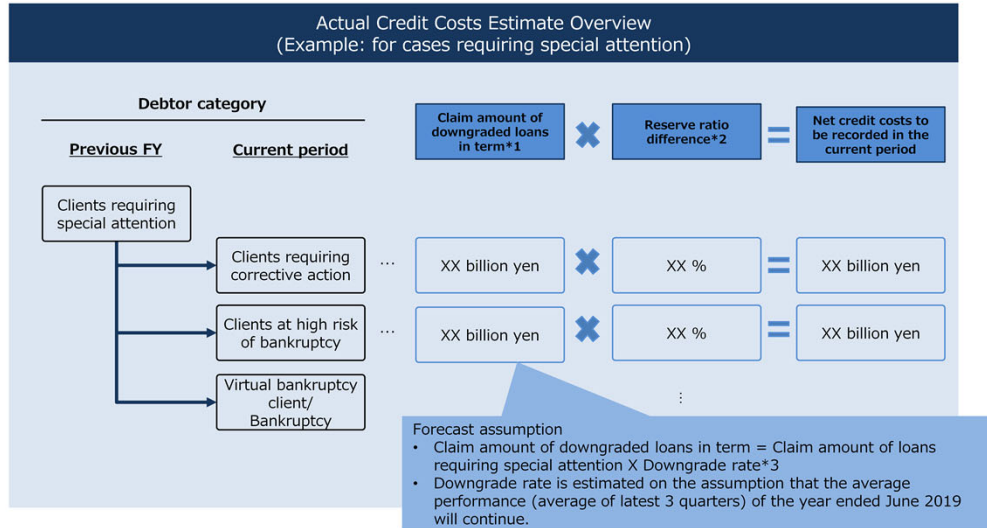 Actual Credit Costs Estimate Overview
(Example: for cases requiring special attention)
Debtor category
Previous FY
Current period
Claim amount of
downgraded loans
in term*1
Reserve ratio
difference*2
Net credit costs to
be recorded in the
current period
Clients requiring
special attention
Clients requiring
corrective action
...
XX billion yen
XX %
XX billion yen
Clients at high risk
of bankruptcy
...
XX billion yen
XX %
XX billion yen
Virtual bankruptcy
client/
Bankruptcy
⋮
Forecast assumption
• Claim amount of downgraded loans in term = Claim amount of loans
requiring special attention X Downgrade rate*3
• Downgrade rate is estimated on the assumption that the average
performance (average of latest 3 quarters) of the year ended June 2019
will continue.